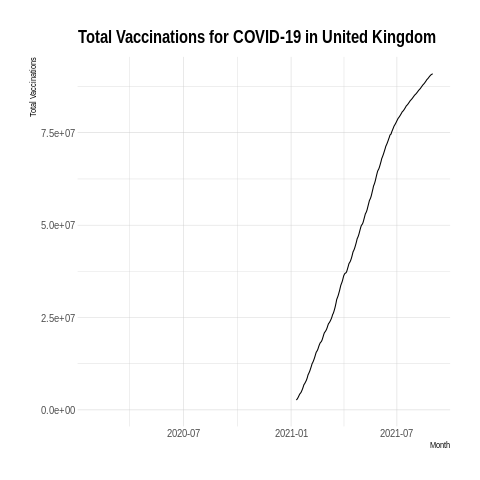 Total Vaccinations for COVID-19 in United Kingdom
Total Vaccinations
7.5e+07
5.0e+07
2.5e+07
0.0e+00
2020-07
2021-01
2021-07
Month